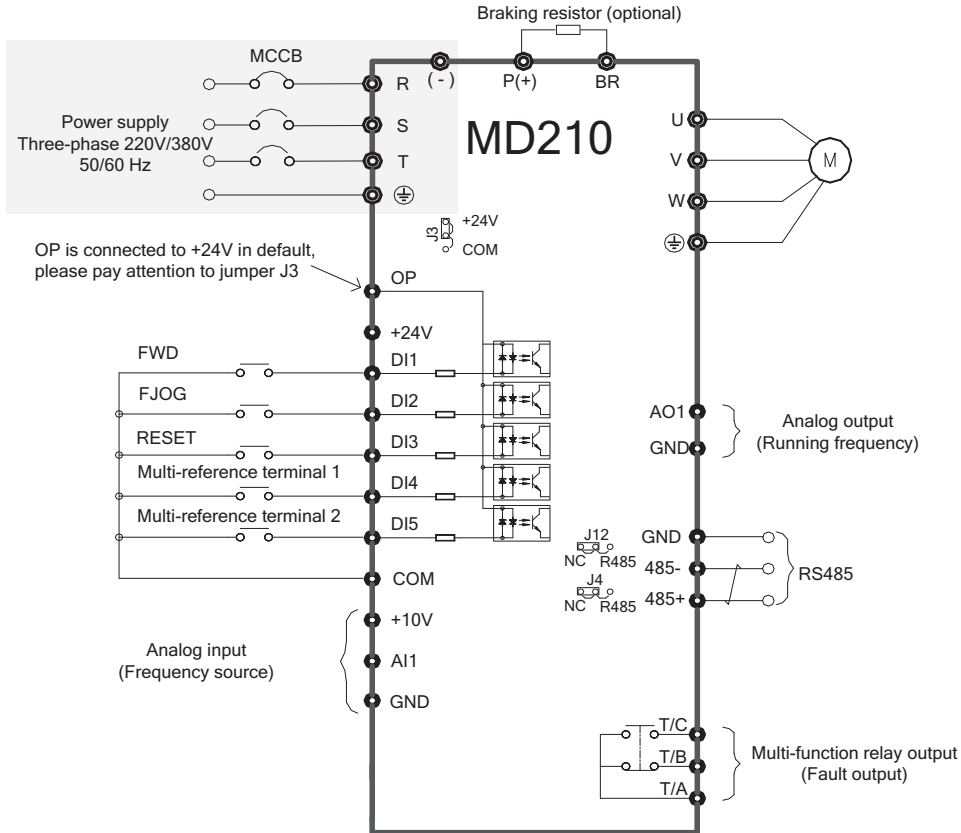 Braking resistor (optional)
MCCB
R
( - )
P(+)
BR
Power supply
Three-phase 220V/380V
50/60 Hz
S
T
MD210
U
V
W
M
J3
+24V
COM
OP is connected to +24V in default,
please pay attention to jumper J3
OP
+24V
FWD
DI1
FJOG
DI2
RESET
DI3
Multi-reference terminal 1
DI4
Multi-reference terminal 2
DI5
COM
+10V
Analog input
(Frequency source)
AI1
GND
AO1
GND
Analog output
(Running frequency)
J12
NC R485
GND
485-
J4
NC R485
485+
RS485
T/C
T/B
T/A
Multi-function relay output
(Fault output)